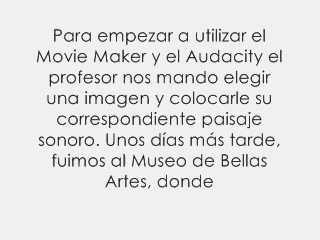 Para empezar a utilizar el
Movie Maker y el Audacity el
profesor nos mando elegir
una imagen y colocarle su
correspondiente paisaje
sonoro. Unos días más tarde,
fuimos al Museo de Bellas
Artes, donde